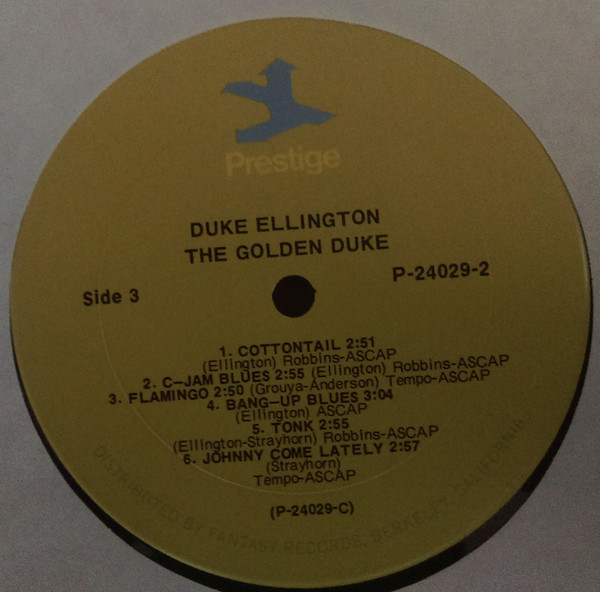 Prestige
DUKE ELLINGTON
THE GOLDEN DUKE
Side 3
P-24029-2
1. COTTONTAIL 2:51
(Ellington) Robbins-ASCAP
2. C-JAM BLUES 2:55 (Ellington) Robbins-ASCAP
3. FLAMINGO 2:50 (Grouya-Anderson) Tempo-ASCAP
4. BANG-UP BLUES 3:04
(Ellington) ASCAP
5. TONK 2:55
(Ellington-Strayhorn) Robbins-ASCAP
6. JOHNNY COME LATELY 2:57
(Strayhorn)
Tempo-ASCAP
(P-24029-C)
DISTRIBUTED BY FANTASY RECORDS, BERKELEY, CALIFORNIA